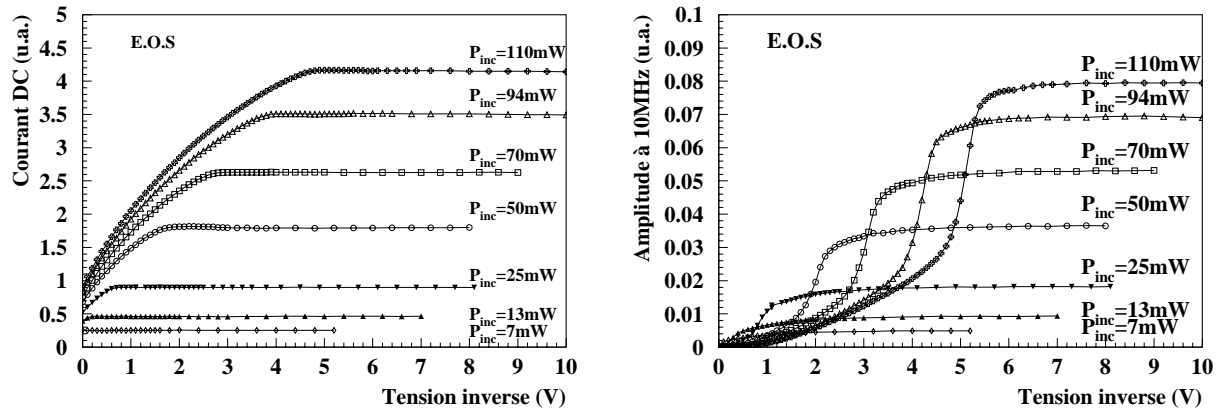 Courant DC (u.a.)
5
4.5
4
3.5
3
2.5
2
1.5
1
0.5
0
E.O.S
P_inc=110mW
P_inc=94mW
P_inc=70mW
P_inc=50mW
P_inc=25mW
P_inc=13mW
P_inc=7mW
0 1 2 3 4 5 6 7 8 9 10
Tension inverse (V)
Amplitude à 10MHz (u.a.)
0.1
0.09
0.08
0.07
0.06
0.05
0.04
0.03
0.02
0.01
0
E.O.S
P_inc=110mW
P_inc=94mW
P_inc=70mW
P_inc=50mW
P_inc=25mW
P_inc=13mW
P_inc=7mW
0 1 2 3 4 5 6 7 8 9 10
Tension inverse (V)